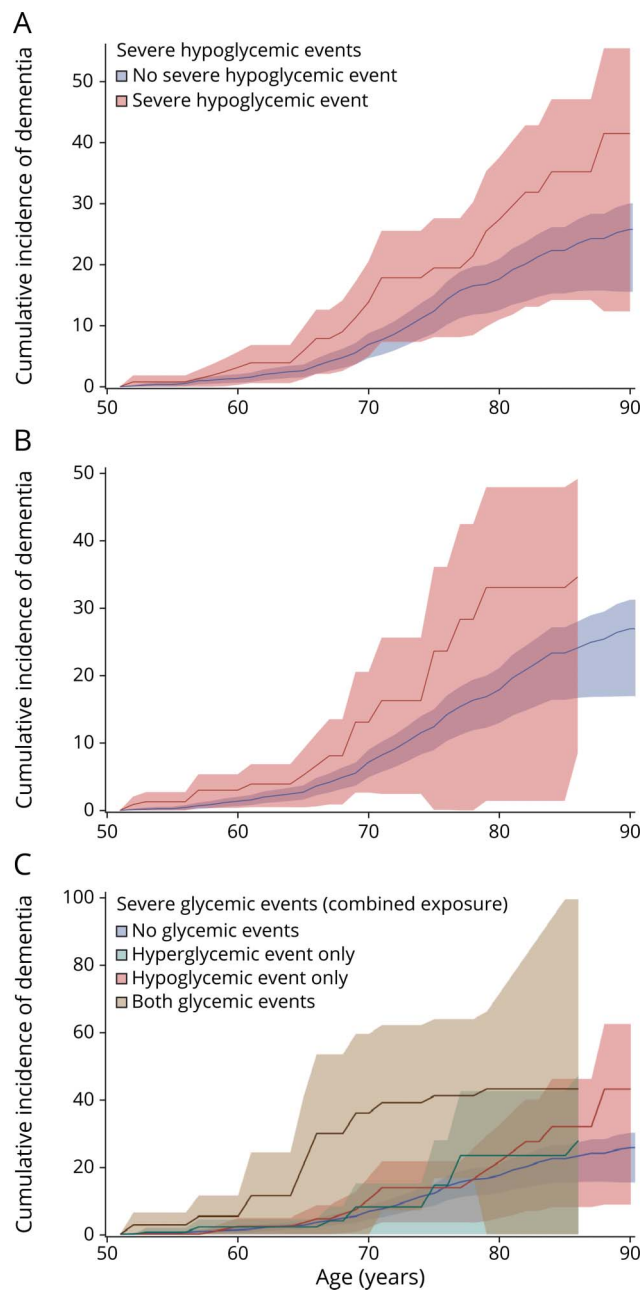 A
Severe hypoglycemic events
No severe hypoglycemic event
Severe hypoglycemic event
Cumulative incidence of dementia
50
40
30
20
10
0
50 60 70 80 90
B
Cumulative incidence of dementia
50
40
30
20
10
0
50 60 70 80 90
C
Severe glycemic events (combined exposure)
No glycemic events
Hyperglycemic event only
Hypoglycemic event only
Both glycemic events
Cumulative incidence of dementia
100
80
60
40
20
0
50 60 70 80 90
Age (years)